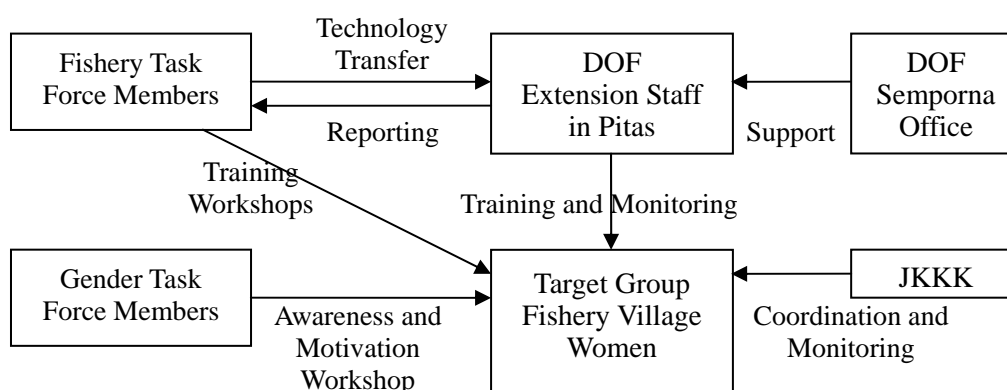 Technology
Transfer
Fishery Task
Force Members
DOF
Extension Staff
in Pitas
DOF
Semporna
Office
Reporting
Support
Training
Workshops
Training and Monitoring
Gender Task
Force Members
Target Group
Fishery Village
Women
JKKK
Awareness and
Motivation
Workshop
Coordination and
Monitoring